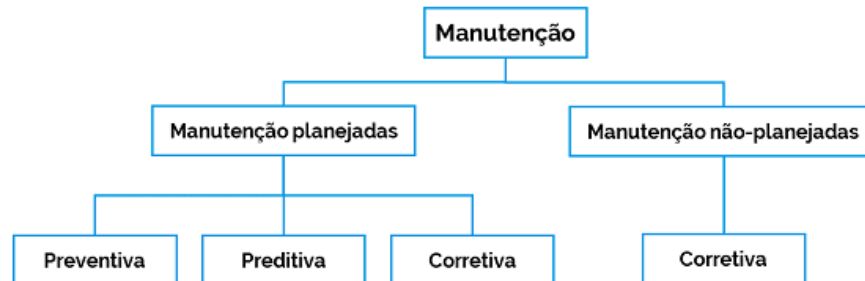 Manutenção
Manutenção planejadas
Manutenção não-planejadas
Preventiva
Preditiva
Corretiva
Corretiva